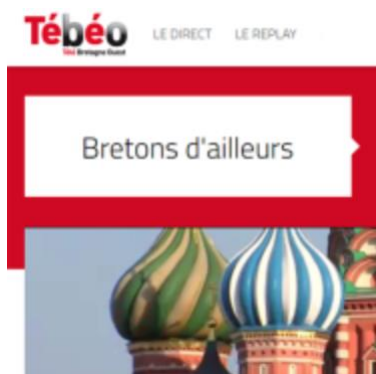 Tébéo
Télé Bretagne Ouest
LE DIRECT LE REPLAY
Bretons d'ailleurs